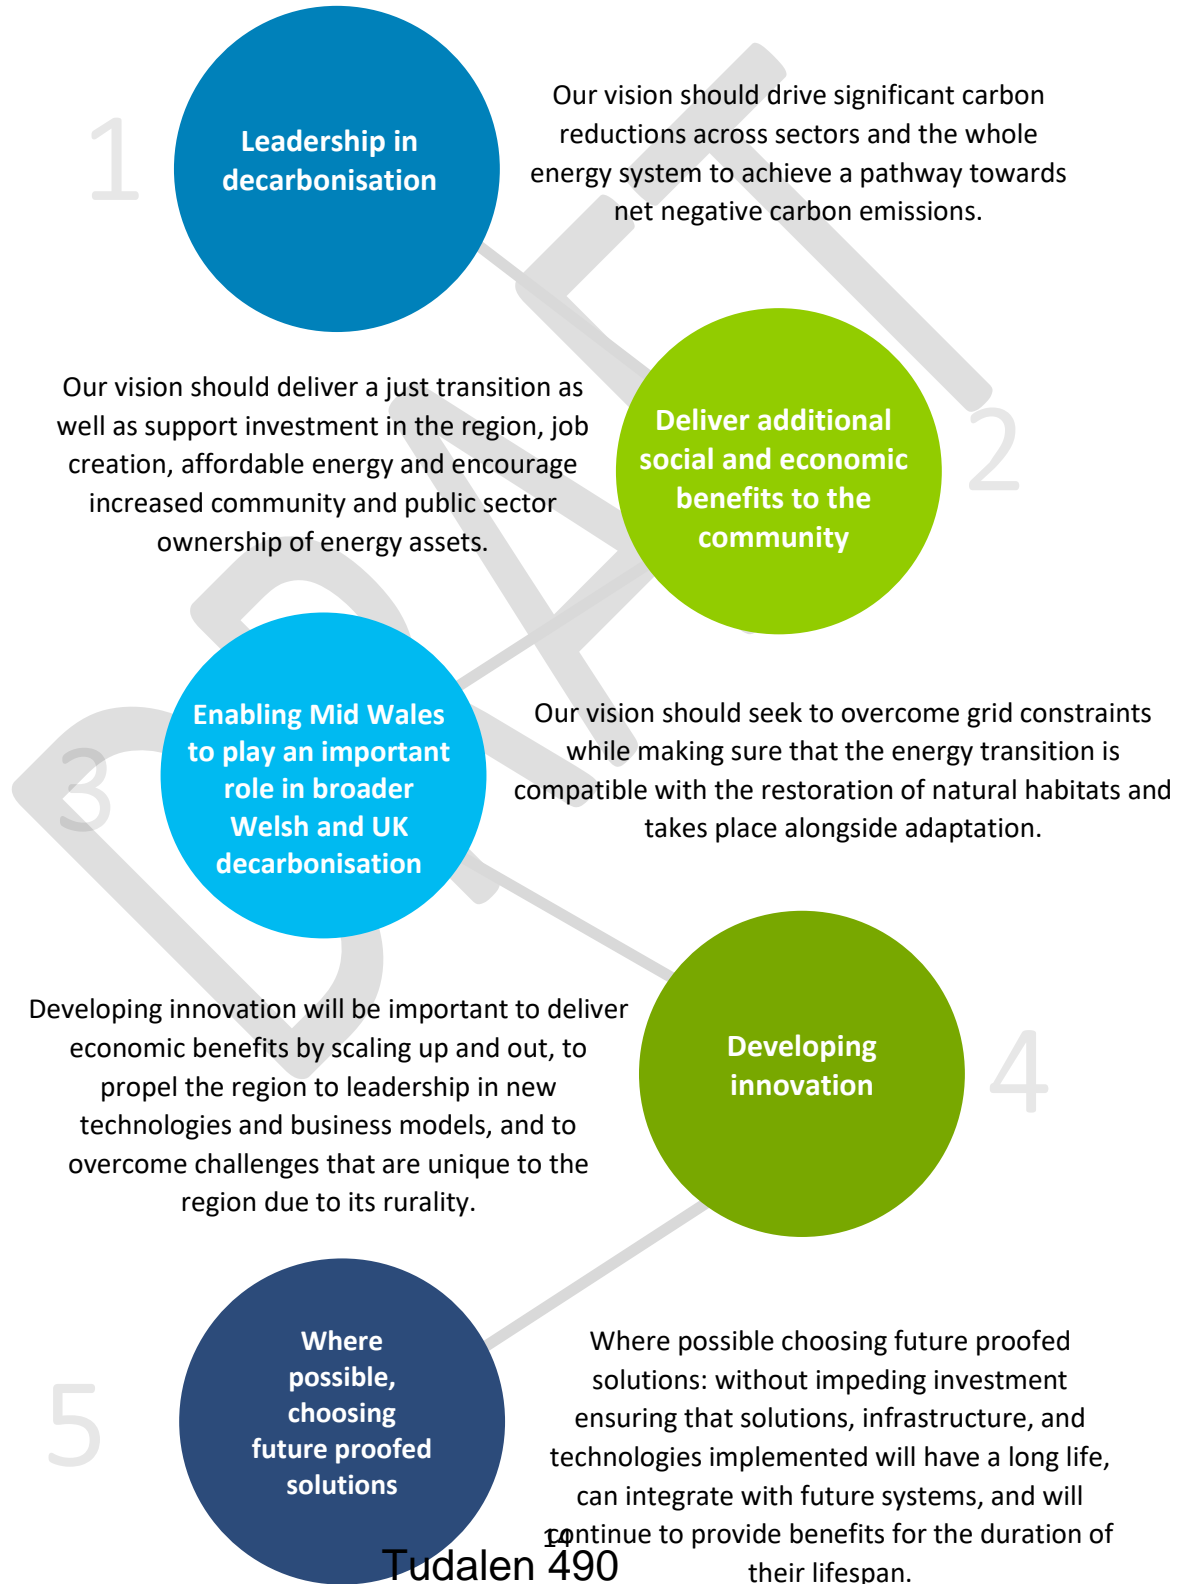 1
Leadership in
decarbonisation
Our vision should drive significant carbon
reductions across sectors and the whole
energy system to achieve a pathway towards
net negative carbon emissions.
Our vision should deliver a just transition as
well as support investment in the region, job
creation, affordable energy and encourage
increased community and public sector
ownership of energy assets.
Deliver additional
social and economic
benefits to the
community
2
3
Enabling Mid Wales
to play an important
role in broader
Welsh and UK
decarbonisation
Our vision should seek to overcome grid constraints
while making sure that the energy transition is
compatible with the restoration of natural habitats and
takes place alongside adaptation.
Developing innovation will be important to deliver
economic benefits by scaling up and out, to
propel the region to leadership in new
technologies and business models, and to
overcome challenges that are unique to the
region due to its rurality.
Developing
innovation
4
5
Where
possible,
choosing
future proofed
solutions
Where possible choosing future proofed
solutions: without impeding investment
ensuring that solutions, infrastructure, and
technologies implemented will have a long life,
can integrate with future systems, and will
continue to provide benefits for the duration of
their lifespan.
14
Tudalen 490
DRAFT